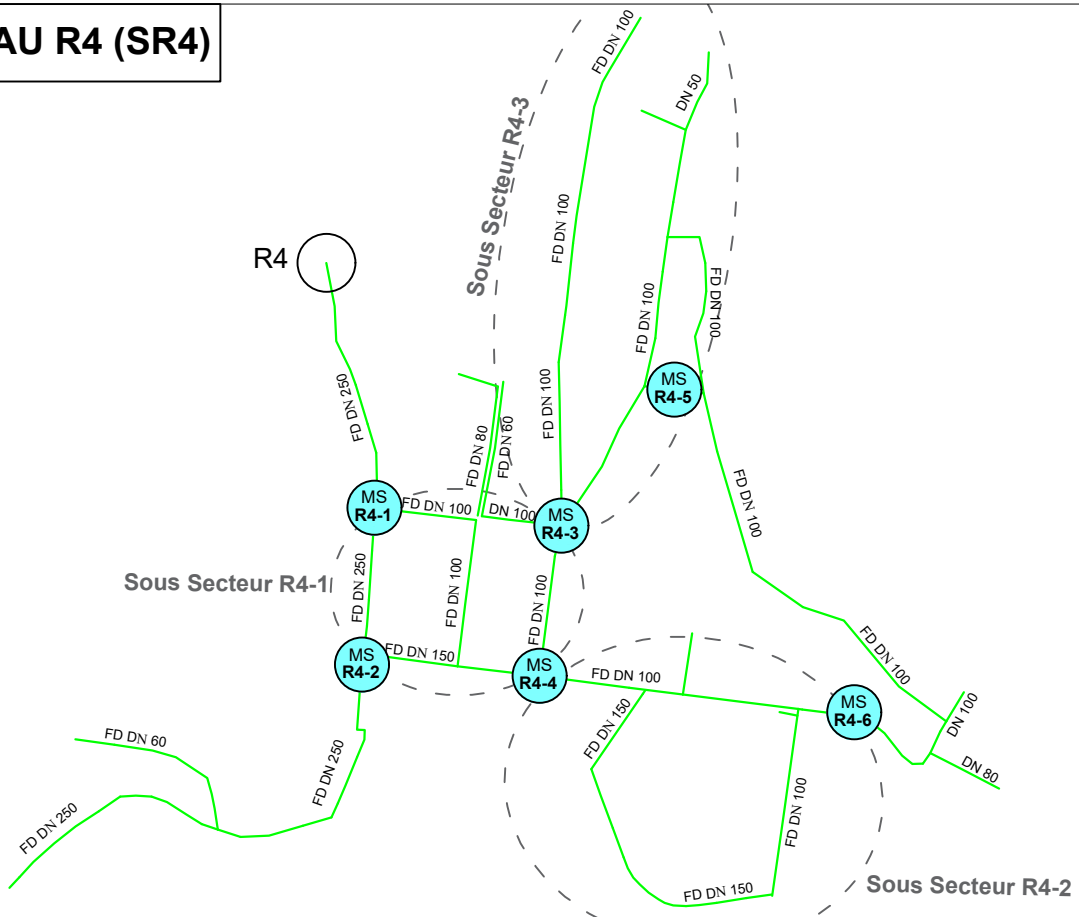 AU R4 (SR4)
FD DN 100
DN 50
Sous Secteur R4-3
FD DN 100
R4
FD DN 100
FD DN 100
FD DN 250
FD DN 100
MS
R4-5
FD DN 80
FD DN 60
MS
R4-1
FD DN 100
DN 100
MS
R4-3
FD DN 100
Sous Secteur R4-1
FD DN 250
FD DN 100
FD DN 100
MS
R4-2
FD DN 150
MS
R4-4
FD DN 100
FD DN 100
MS
R4-6
FD DN 150
DN 100
FD DN 60
FD DN 250
DN 80
FD DN 250
FD DN 100
FD DN 150
Sous Secteur R4-2